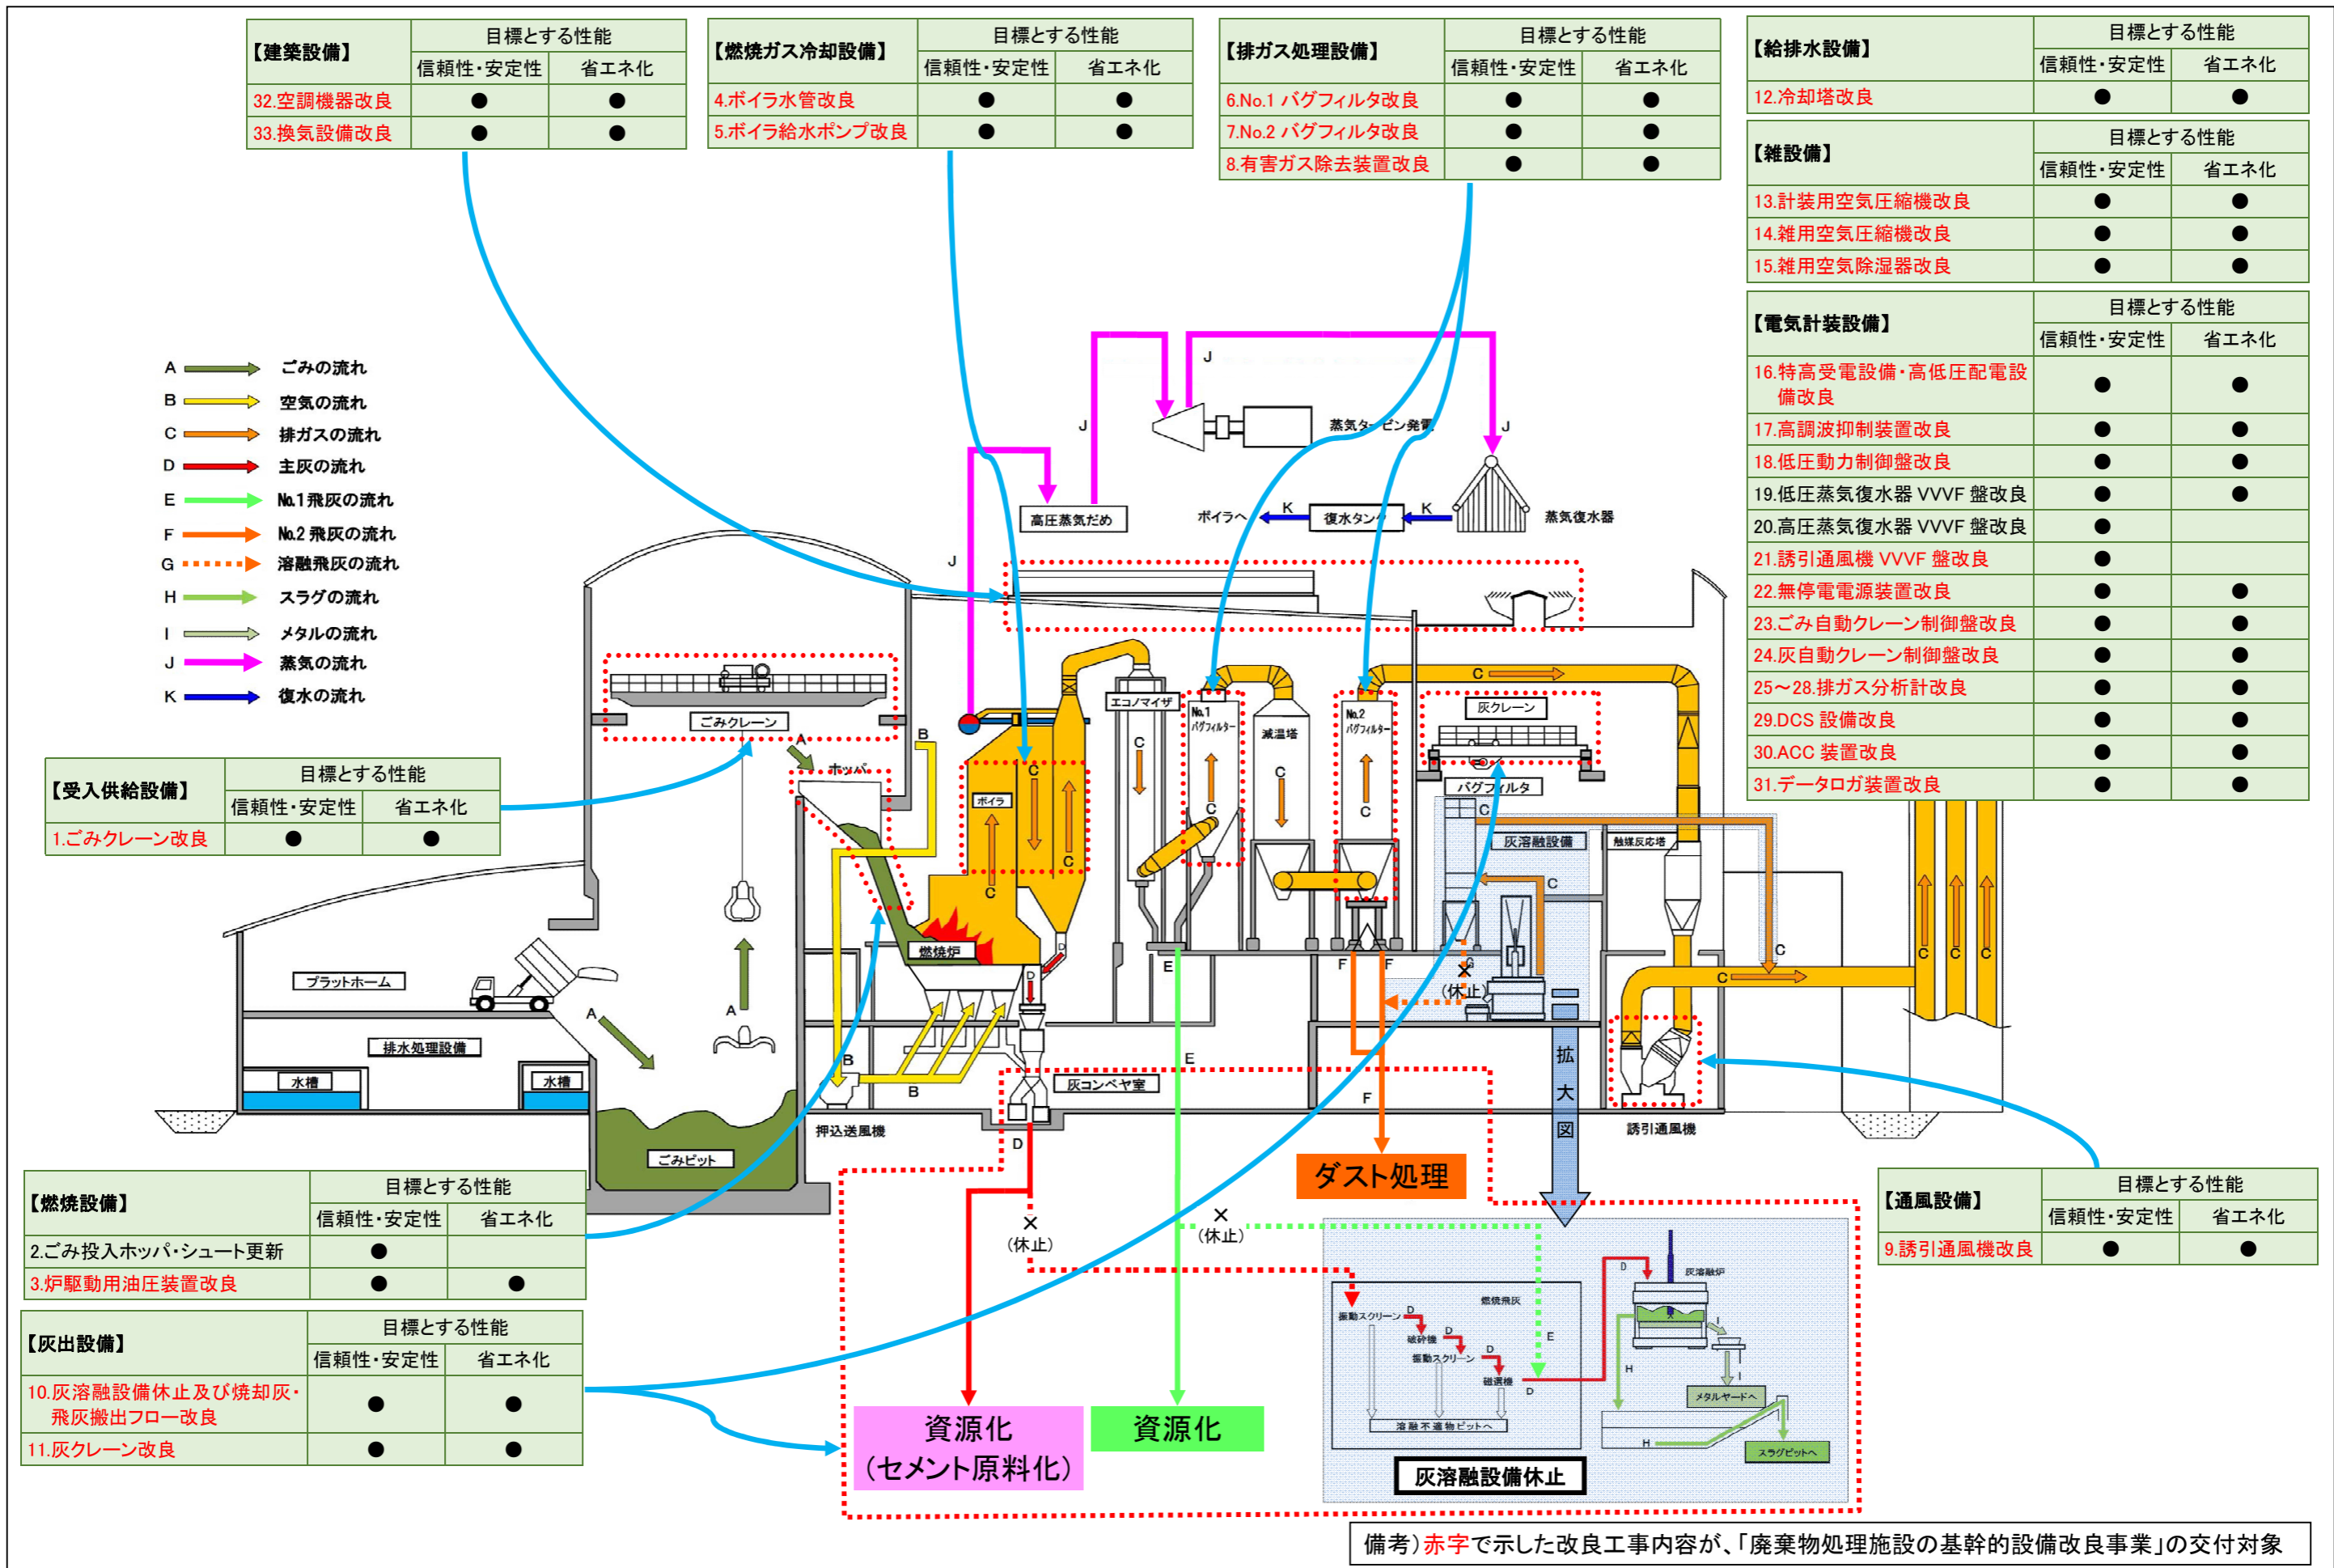 【建築設備】
目標とする性能
信頼性・安定性 省エネ化
32.空調機器改良 ● ●
33.換気設備改良 ● ●
【燃焼ガス冷却設備】
目標とする性能
信頼性・安定性 省エネ化
4.ボイラ水管改良 ● ●
5.ボイラ給水ポンプ改良 ● ●
【排ガス処理設備】
目標とする性能
信頼性・安定性 省エネ化
6.No.1 バグフィルタ改良 ● ●
7.No.2 バグフィルタ改良 ● ●
8.有害ガス除去装置改良 ● ●
【給排水設備】
目標とする性能
信頼性・安定性 省エネ化
12.冷却塔改良 ● ●
【雑設備】
目標とする性能
信頼性・安定性 省エネ化
13.計装用空気圧縮機改良 ● ●
14.雑用空気圧縮機改良 ● ●
15.雑用空気除湿器改良 ● ●
【電気計装設備】
目標とする性能
信頼性・安定性 省エネ化
16.特高受電設備・高低圧配電設
備改良 ● ●
17.高調波抑制装置改良 ● ●
18.低圧動力制御盤改良 ● ●
19.低圧蒸気復水器 VVVF 盤改良 ● ●
20.高圧蒸気復水器 VVVF 盤改良 ●
21.誘引通風機 VVVF 盤改良 ●
22.無停電電源装置改良 ● ●
23.ごみ自動クレーン制御盤改良 ● ●
24.灰自動クレーン制御盤改良 ● ●
25～28.排ガス分析計改良 ● ●
29.DCS 設備改良 ● ●
30.ACC 装置改良 ● ●
31.データロガ装置改良 ● ●
A ごみの流れ
B 空気の流れ
C 排ガスの流れ
D 主灰の流れ
E №1飛灰の流れ
F №2 飛灰の流れ
G 溶融飛灰の流れ
H スラグの流れ
I メタルの流れ
J 蒸気の流れ
K 復水の流れ
J
J
J
J
蒸気タービン発電
高圧蒸気だめ
ボイラへ
K
復水タンク
K
蒸気復水器
ごみクレーン
A
B
ホッパ
ボイラ
C
C
C
C
エコノマイザ
C
No.1
バグフィルター
C
C
減温塔
C
No.2
バグフィルター
C
C
灰クレーン
バグフィルタ
C
灰溶融設備
触媒反応塔
C
【受入供給設備】
目標とする性能
信頼性・安定性 省エネ化
1.ごみクレーン改良 ● ●
燃焼炉
D
D
E
F
F
G
×
(休止)
C
C
C
C
C
プラットホーム
A
A
排水処理設備
水槽
水槽
ごみピット
B
B
押込送風機
灰コンベヤ室
D
E
F
拡
大
図
誘引通風機
ダスト処理
【燃焼設備】
目標とする性能
信頼性・安定性 省エネ化
2.ごみ投入ホッパ・シュート更新 ●
3.炉駆動用油圧装置改良 ● ●
【通風設備】
目標とする性能
信頼性・安定性 省エネ化
9.誘引通風機改良 ● ●
【灰出設備】
目標とする性能
信頼性・安定性 省エネ化
10.灰溶融設備休止及び焼却灰・
飛灰搬出フロー改良 ● ●
11.灰クレーン改良 ● ●
×
(休止)
×
(休止)
燃焼飛灰
振動スクリーン
D
破砕機
D
振動スクリーン
D
磁選機
D
E
D
灰溶融炉
I
I
H
メタルヤードへ
溶融不適物ピットへ
H
スラグピットへ
資源化
(セメント原料化)
資源化
灰溶融設備休止
備考)赤字で示した改良工事内容が、「廃棄物処理施設の基幹的設備改良事業」の交付対象